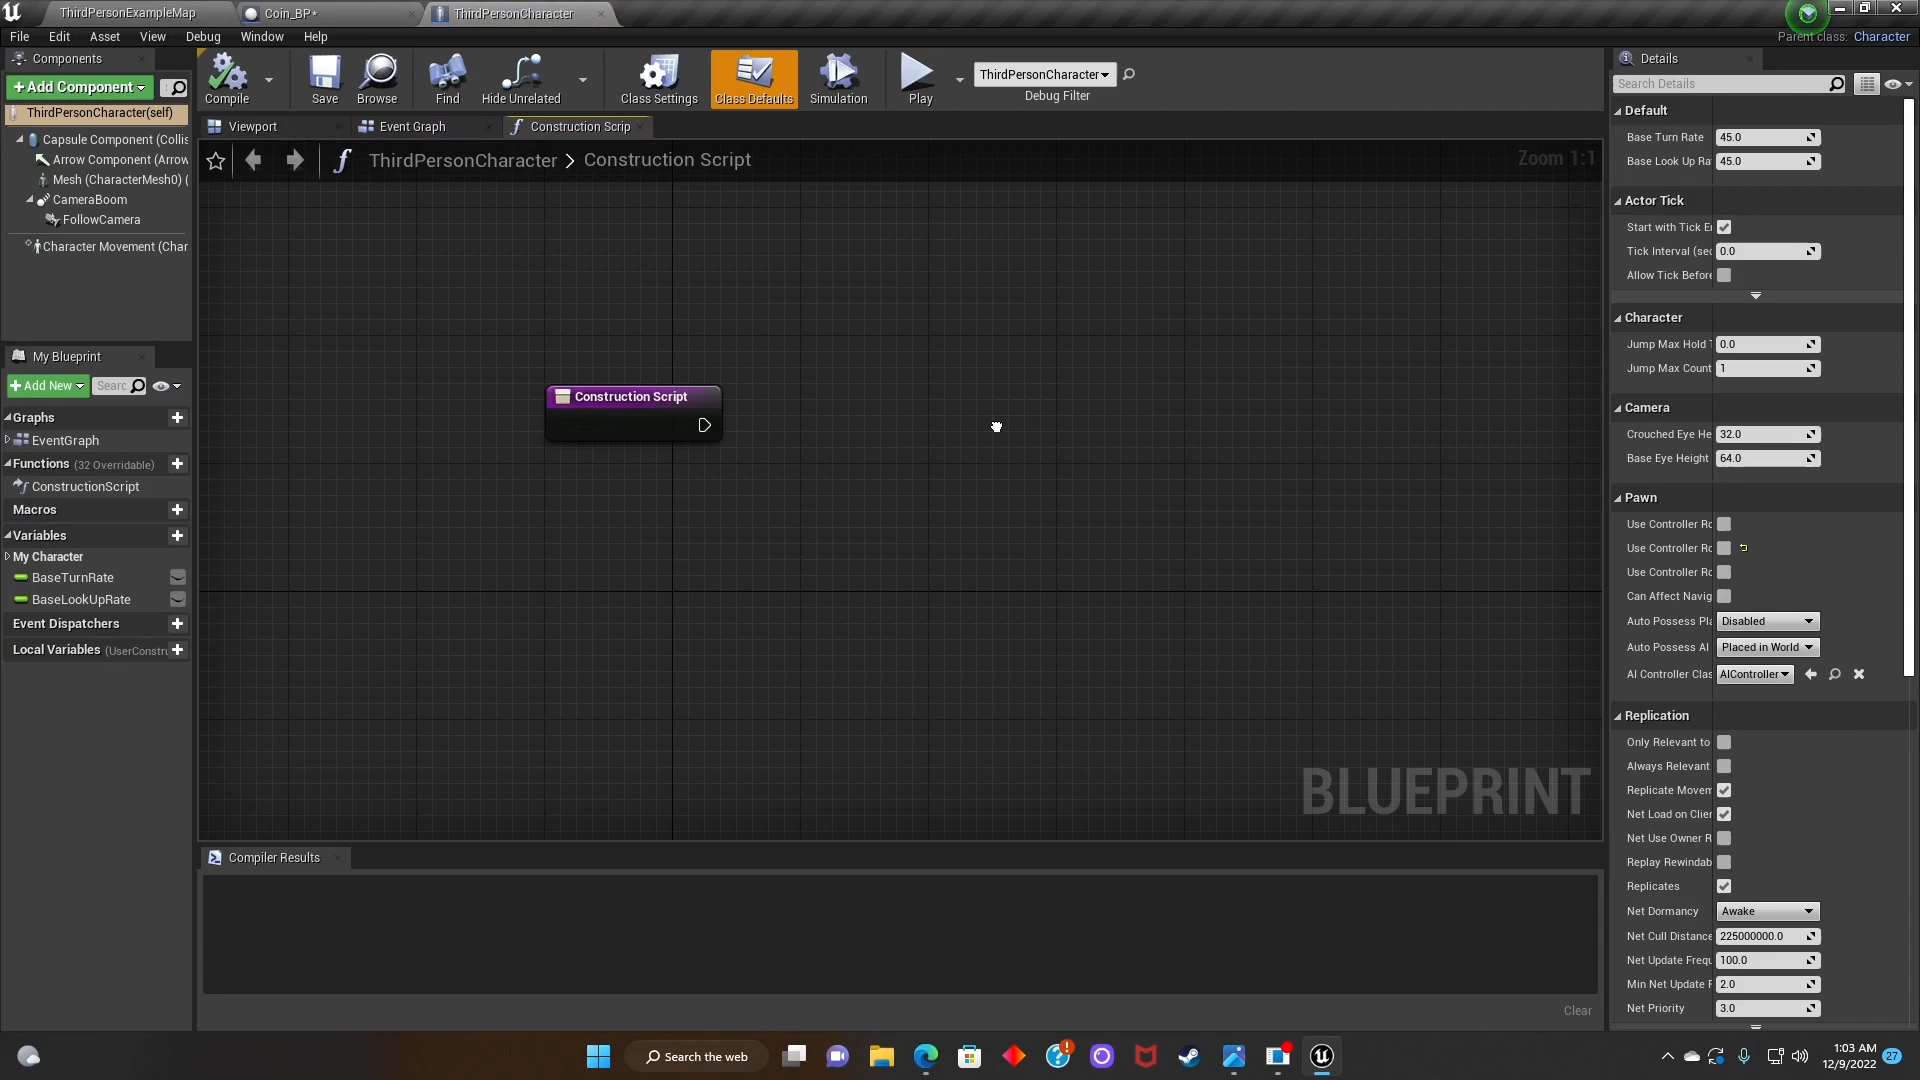 ThirdPersonExampleMap
Coin_BP*
ThirdPersonCharacter
File Edit Asset View Debug Window Help
Parent class: Character
Components
+Add Component
ThirdPersonCharacter(self)
Capsule Component (Collis
Arrow Component (Arrow
Mesh (CharacterMesh0) (
CameraBoom
FollowCamera
Character Movement (Char
Compile
Save
Browse
Find
Hide Unrelated
Class Settings
Class Defaults
Simulation
Play
ThirdPersonCharacter
Debug Filter
Viewport
Event Graph
Construction Scrip
ThirdPersonCharacter > Construction Script
Zoom 1:1
Construction Script
BLUEPRINT
My Blueprint
+Add New
Searc
Graphs
EventGraph
Functions (32 Overridable)
ConstructionScript
Macros
Variables
My Character
BaseTurnRate
BaseLookUpRate
Event Dispatchers
Local Variables (UserConstru
Compiler Results
Clear
Details
Search Details
Default
Base Turn Rate 45.0
Base Look Up Ra 45.0
Actor Tick
Start with Tick E
Tick Interval (sec 0.0
Allow Tick Before
Character
Jump Max Hold T 0.0
Jump Max Count 1
Camera
Crouched Eye He 32.0
Base Eye Height 64.0
Pawn
Use Controller Ro
Use Controller Ro
Use Controller Ro
Can Affect Navig
Auto Possess Pla Disabled
Auto Possess AI Placed in World
AI Controller Clas AIController
Replication
Only Relevant to
Always Relevant
Replicate Movem
Net Load on Clien
Net Use Owner R
Replay Rewindab
Replicates
Net Dormancy Awake
Net Cull Distance 225000000.0
Net Update Frequ 100.0
Min Net Update F 2.0
Net Priority 3.0
Search the web
1:03 AM
12/9/2022
27